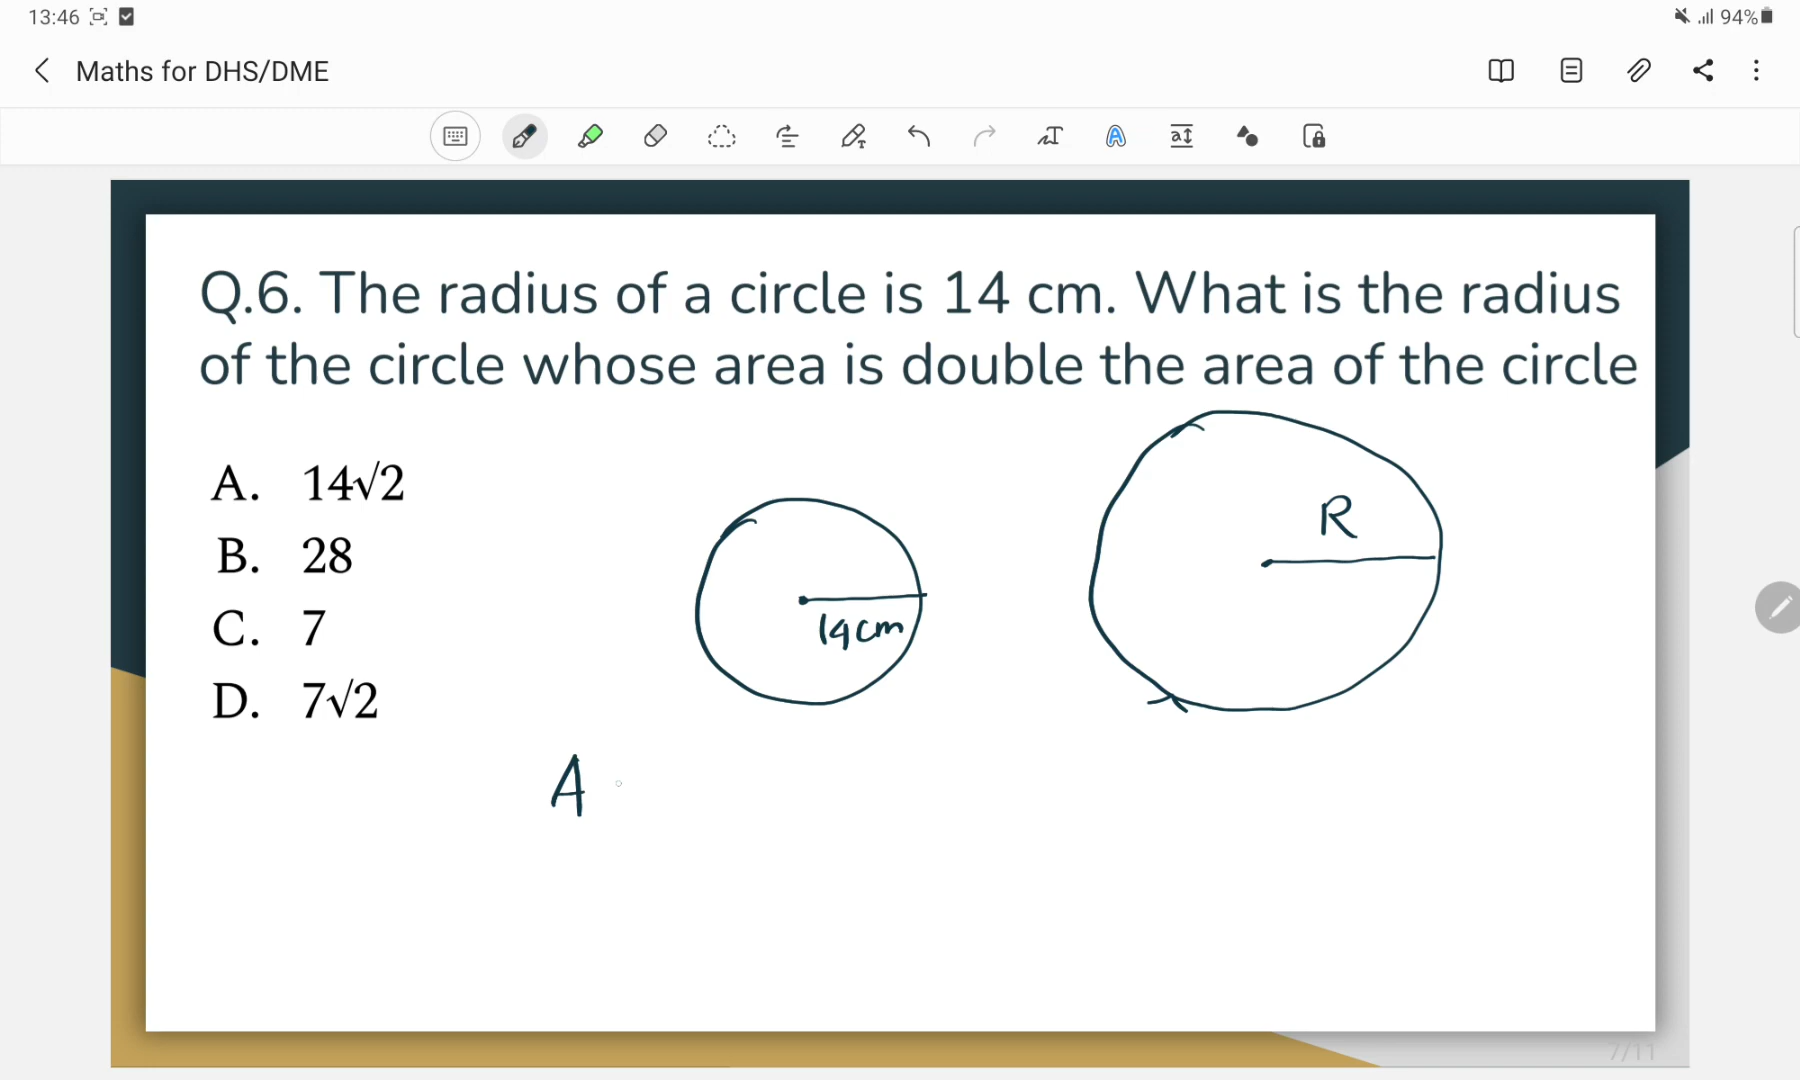 13:46
94%
Maths for DHS/DME
Q.6. The radius of a circle is 14 cm. What is the radius
of the circle whose area is double the area of the circle
A. 14√2
B. 28
C. 7
D. 7√2
R
14cm
A
7/11